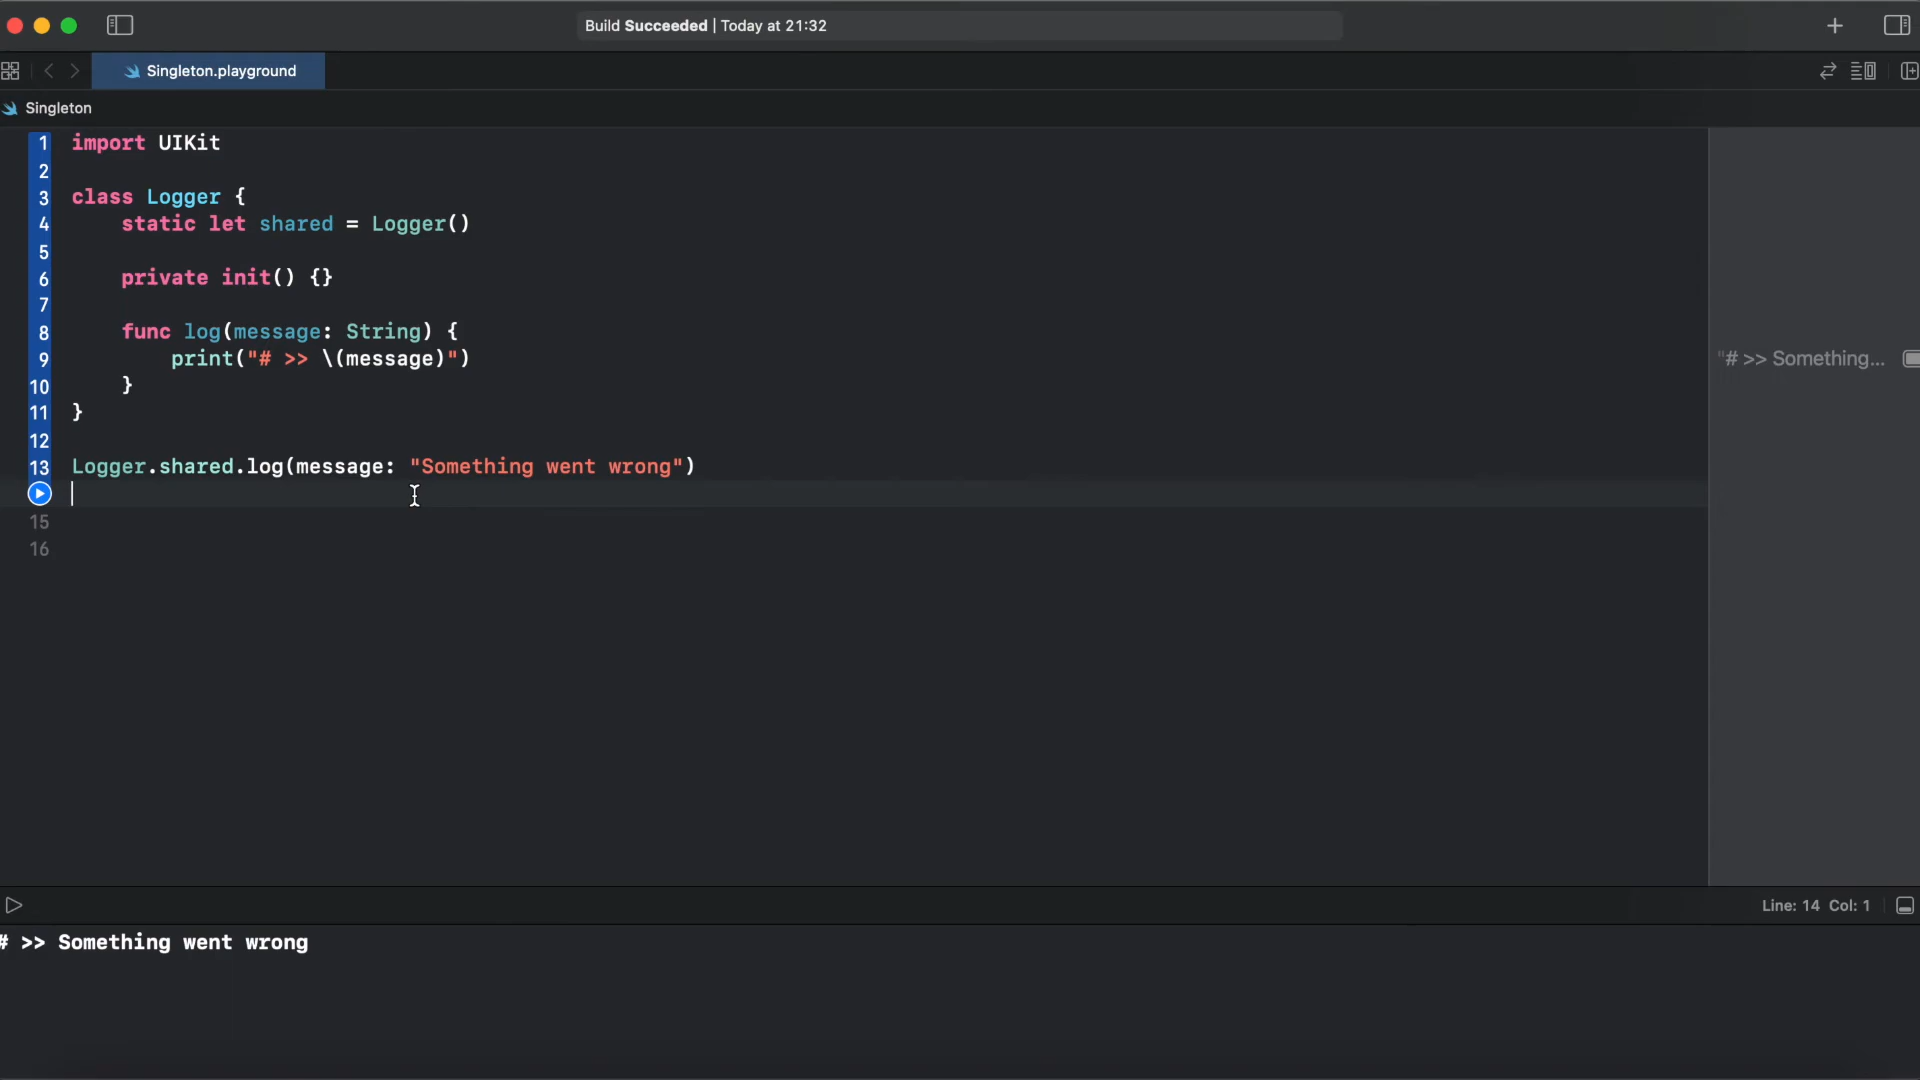 Build Succeeded | Today at 21:32
Singleton.playground
Singleton
1 import UIKit
2
3 class Logger {
4     static let shared = Logger()
5
6     private init() {}
7
8     func log(message: String) {
9         print("# >> \(message)")
10     }
11 }
12
13 Logger.shared.log(message: "Something went wrong")
15
16
"# >> Something...
Line: 14 Col: 1
# >> Something went wrong